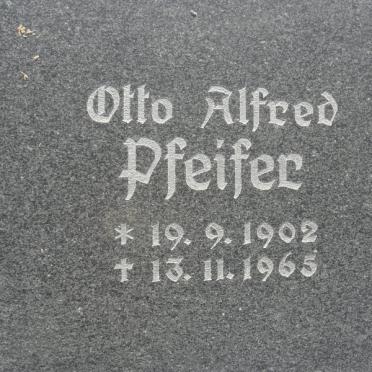 Otto Alfred
Pfeifer
* 19. 9. 1902
† 13. 11. 1965